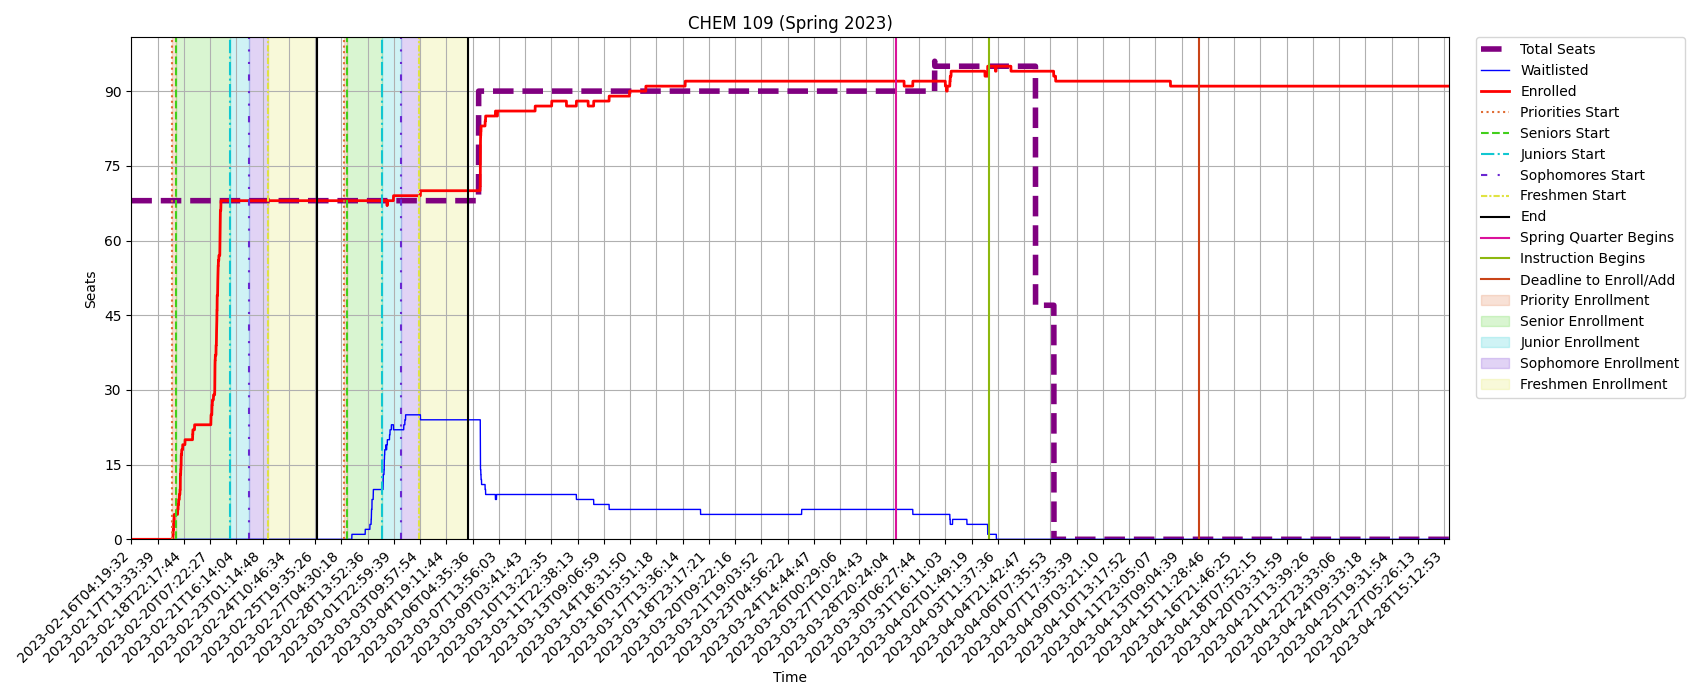 CHEM 109 (Spring 2023)
Seats
90
75
60
45
30
15
0
2023-02-16T04:19:32
2023-02-17T13:33:39
2023-02-18T22:17:44
2023-02-20T07:22:27
2023-02-21T16:14:04
2023-02-23T01:14:48
2023-02-24T10:46:34
2023-02-25T19:35:26
2023-02-27T04:30:18
2023-02-28T13:52:36
2023-03-01T22:59:39
2023-03-03T09:57:54
2023-03-04T19:11:44
2023-03-06T04:35:36
2023-03-07T13:56:03
2023-03-09T03:41:43
2023-03-10T13:22:35
2023-03-11T22:38:13
2023-03-13T09:06:59
2023-03-14T18:31:50
2023-03-16T03:51:18
2023-03-17T13:36:14
2023-03-18T23:17:21
2023-03-20T09:22:16
2023-03-21T19:03:52
2023-03-23T04:56:22
2023-03-24T14:44:47
2023-03-26T00:29:06
2023-03-27T10:24:43
2023-03-28T20:24:04
2023-03-30T06:27:44
2023-03-31T16:11:03
2023-04-02T01:49:19
2023-04-03T11:37:36
2023-04-04T21:42:47
2023-04-06T07:35:53
2023-04-07T17:35:39
2023-04-09T03:21:10
2023-04-10T13:17:52
2023-04-11T23:05:07
2023-04-13T09:04:39
2023-04-15T11:28:46
2023-04-16T21:46:25
2023-04-18T07:52:15
2023-04-20T03:31:59
2023-04-21T13:39:26
2023-04-22T23:33:06
2023-04-24T09:33:18
2023-04-25T19:31:54
2023-04-27T05:26:13
2023-04-28T15:12:53
Time
Total Seats
Waitlisted
Enrolled
Priorities Start
Seniors Start
Juniors Start
Sophomores Start
Freshmen Start
End
Spring Quarter Begins
Instruction Begins
Deadline to Enroll/Add
Priority Enrollment
Senior Enrollment
Junior Enrollment
Sophomore Enrollment
Freshmen Enrollment